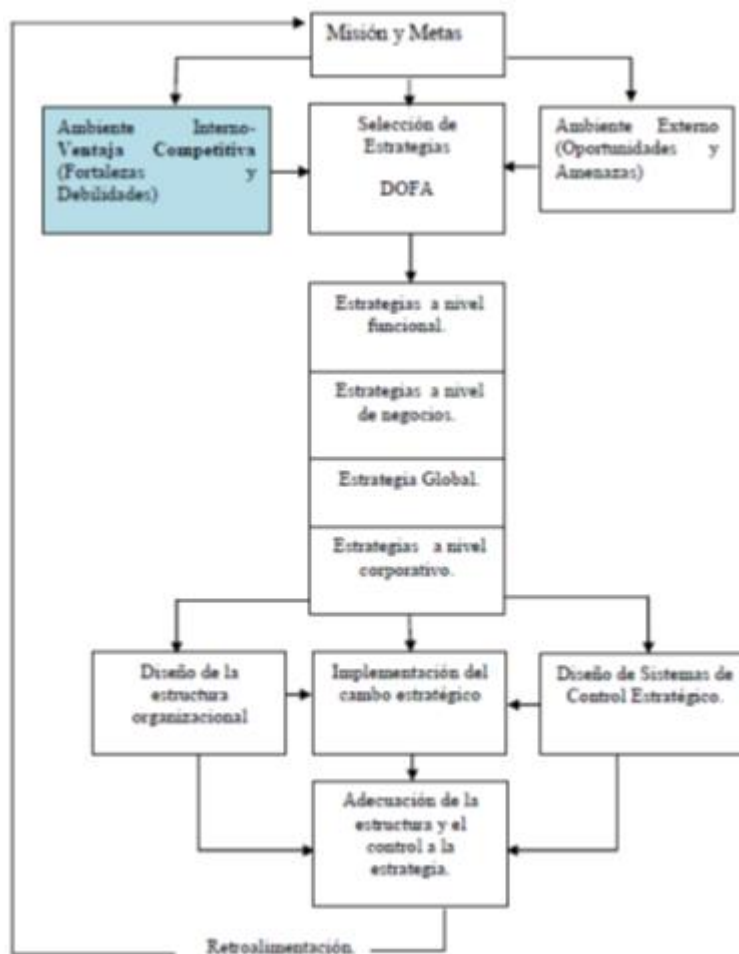 Misión y Metas
Ambiente Interno-
Ventaja Competitiva
(Fortalezas y
Debilidades)
Selección de
Estrategias
DOFA
Ambiente Externo
(Oportunidades y
Amenazas)
Estrategias a nivel
funcional.
Estrategias a nivel
de negocios.
Estrategia Global.
Estrategias a nivel
corporativo.
Diseño de la
estructura
organizacional
Implementación del
cambo estratégico
Diseño de Sistemas de
Control Estratégico.
Adecuación de la
estructura y el
control a la
estrategia.
Retroalimentación.